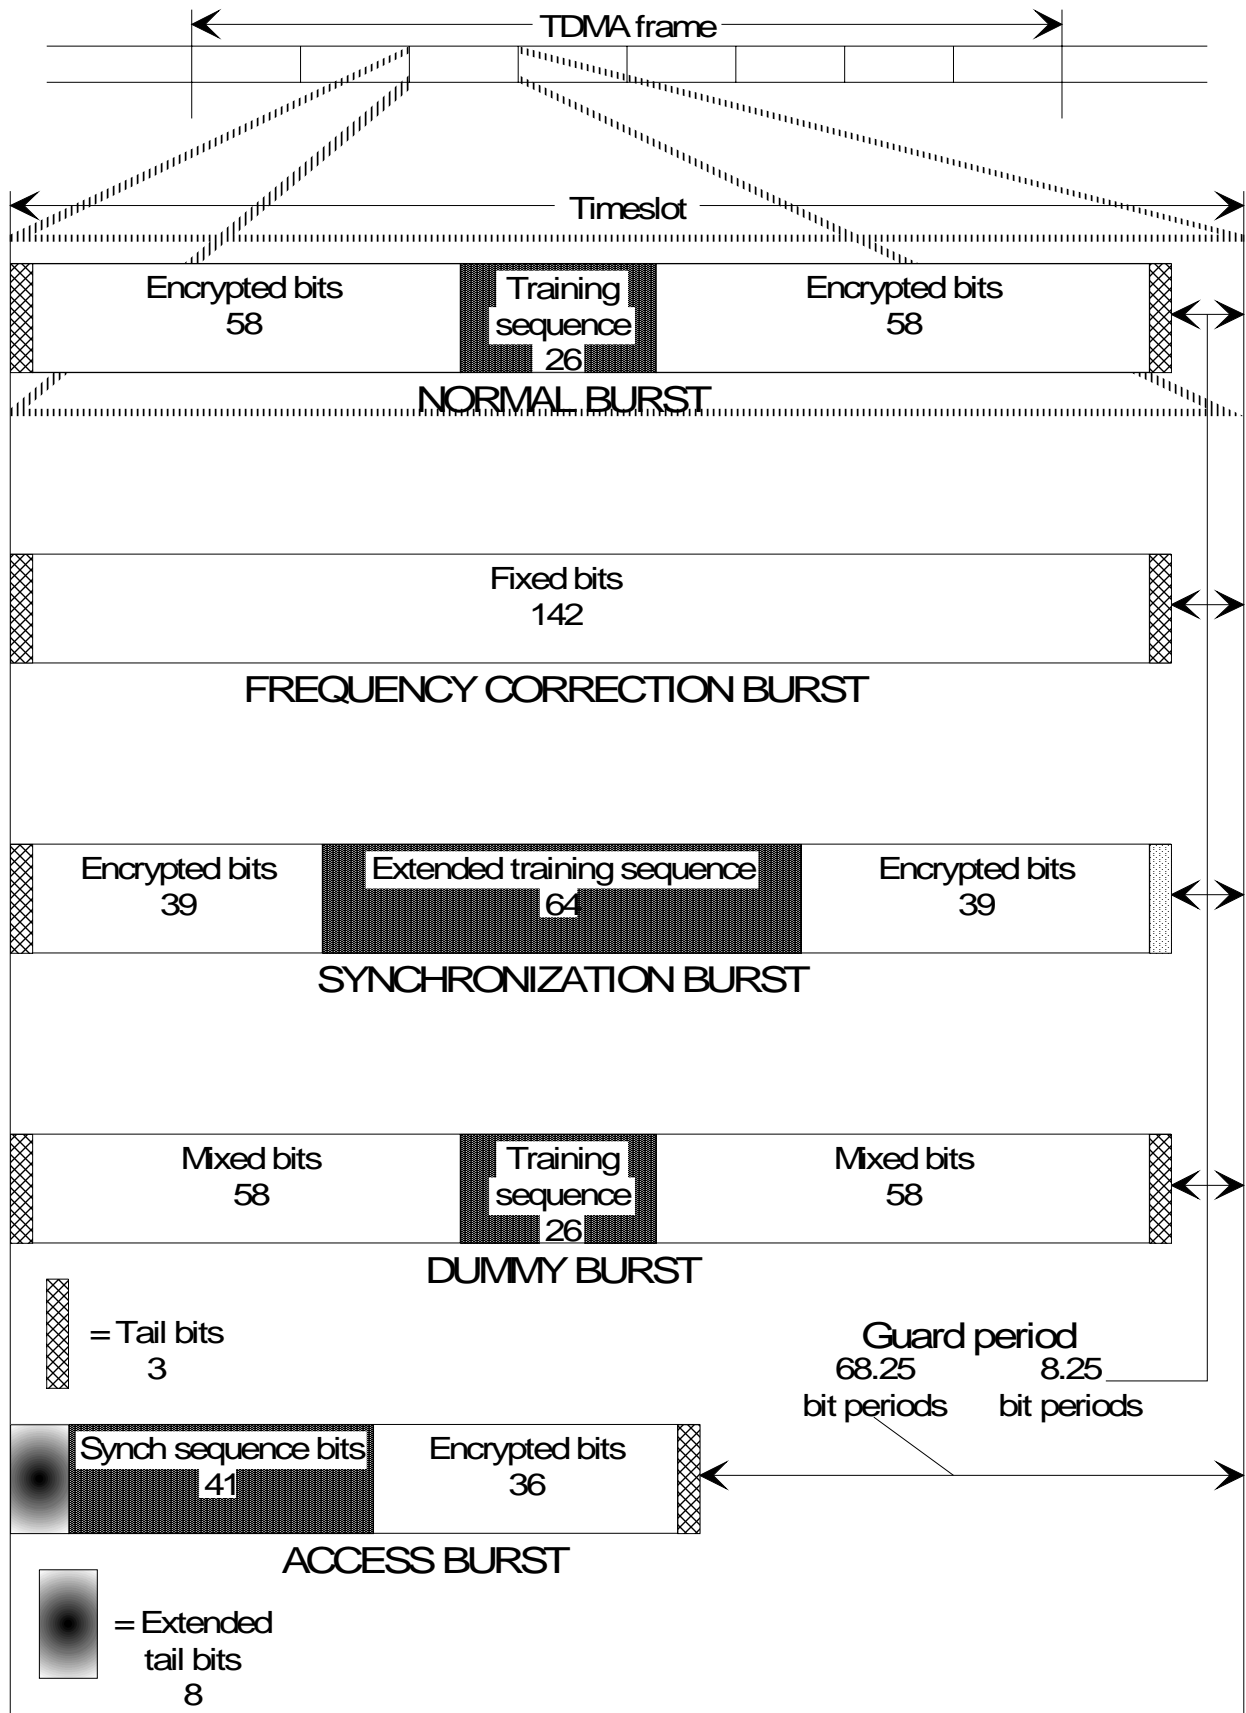 TDMA frame
Timeslot
Encrypted bits
58
Training
sequence
26
Encrypted bits
58
NORMAL BURST
Fixed bits
142
FREQUENCY CORRECTION BURST
Encrypted bits
39
Extended training sequence
64
Encrypted bits
39
SYNCHRONIZATION BURST
Mixed bits
58
Training
sequence
26
Mixed bits
58
DUMMY BURST
= Tail bits
3
Guard period
68.25
bit periods
8.25
bit periods
Synch sequence bits
41
Encrypted bits
36
ACCESS BURST
= Extended
tail bits
8